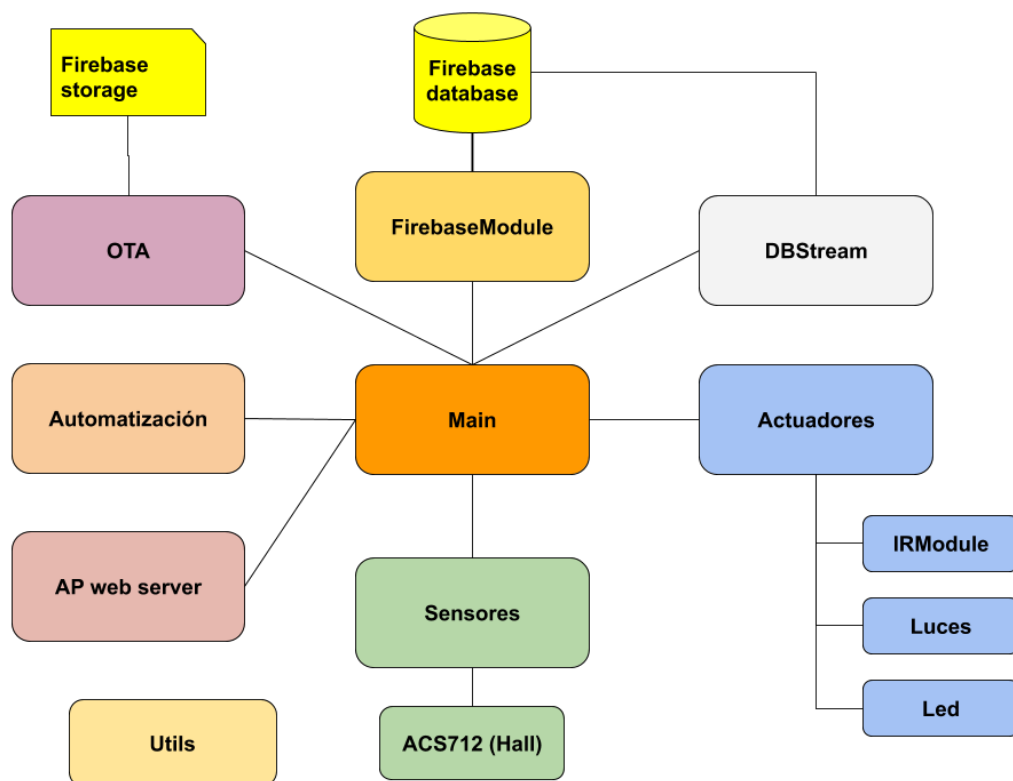 Firebase
storage
Firebase
database
OTA
FirebaseModule
DBStream
Automatización
Main
Actuadores
IRModule
AP web server
Sensores
Luces
Led
Utils
ACS712 (Hall)